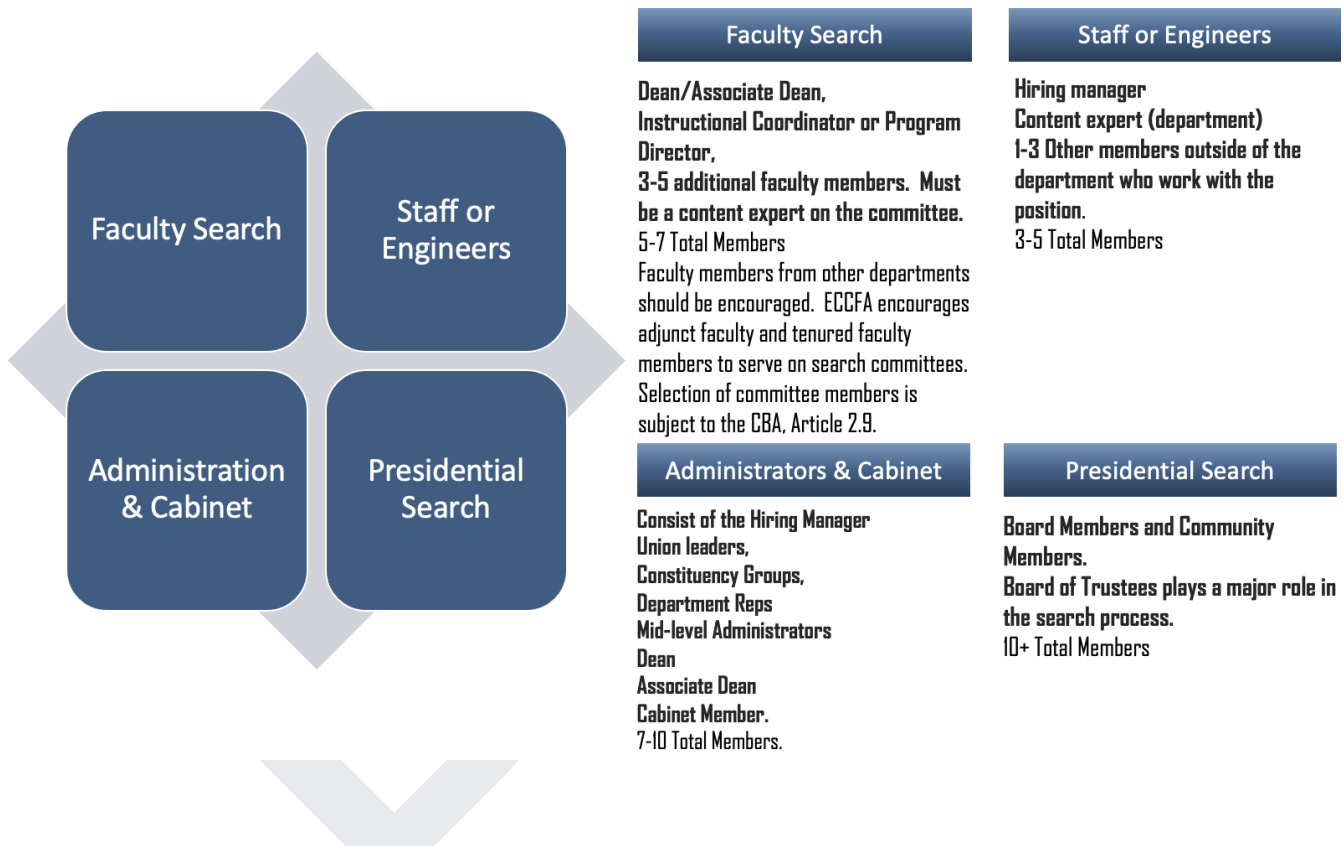 Faculty Search
Staff or
Engineers
Administration
& Cabinet
Presidential
Search
Faculty Search
Dean/Associate Dean,
Instructional Coordinator or Program
Director,
3-5 additional faculty members.  Must
be a content expert on the committee.
5-7 Total Members
Faculty members from other departments
should be encouraged.  ECCFA encourages
adjunct faculty and tenured faculty
members to serve on search committees.
Selection of committee members is
subject to the CBA, Article 2.9.
Staff or Engineers
Hiring manager
Content expert (department)
1-3 Other members outside of the
department who work with the
position.
3-5 Total Members
Administrators & Cabinet
Consist of the Hiring Manager
Union leaders,
Constituency Groups,
Department Reps
Mid-level Administrators
Dean
Associate Dean
Cabinet Member.
7-10 Total Members.
Presidential Search
Board Members and Community
Members.
Board of Trustees plays a major role in
the search process.
10+ Total Members